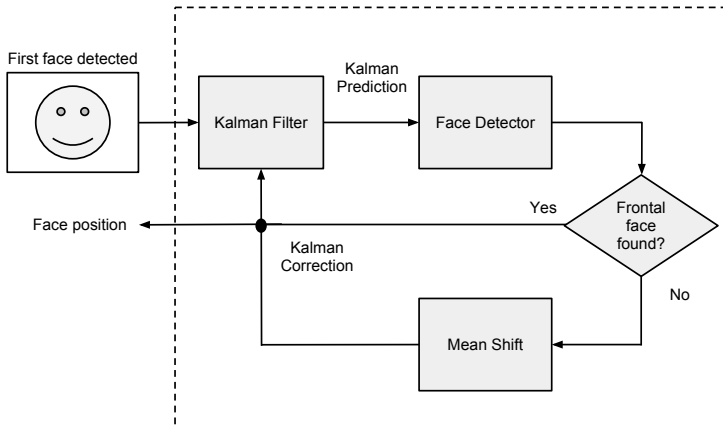 First face detected
Kalman Filter
Kalman
Prediction
Face Detector
Frontal
face
found?
Yes
No
Face position
Kalman
Correction
Mean Shift